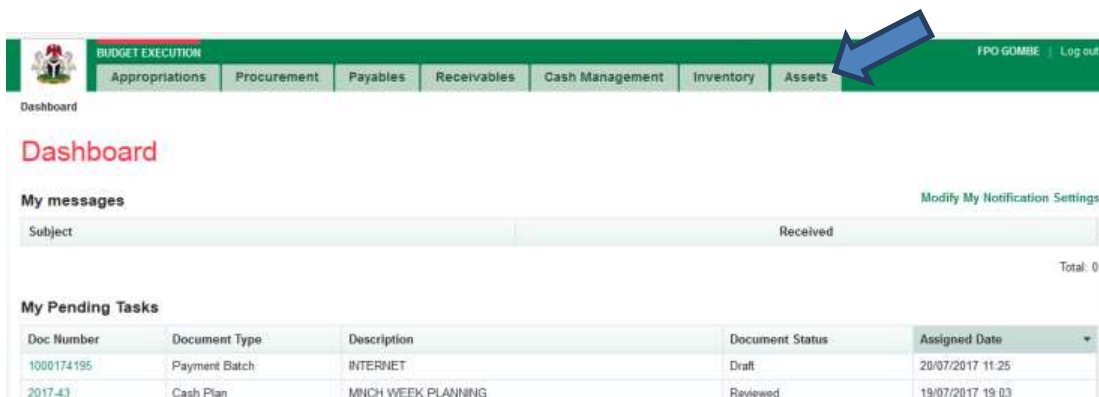 BUDGET EXECUTION
FPO GOMBE | Log out
Appropriations Procurement Payables Receivables Cash Management Inventory Assets
Dashboard
Dashboard
My messages
Modify My Notification Settings
Subject Received
Total: 0
My Pending Tasks
Doc Number Document Type Description Document Status Assigned Date
1000174195 Payment Batch INTERNET Draft 20/07/2017 11:25
2017-43 Cash Plan MNCH WEEK PLANNING Reviewed 19/07/2017 19:03